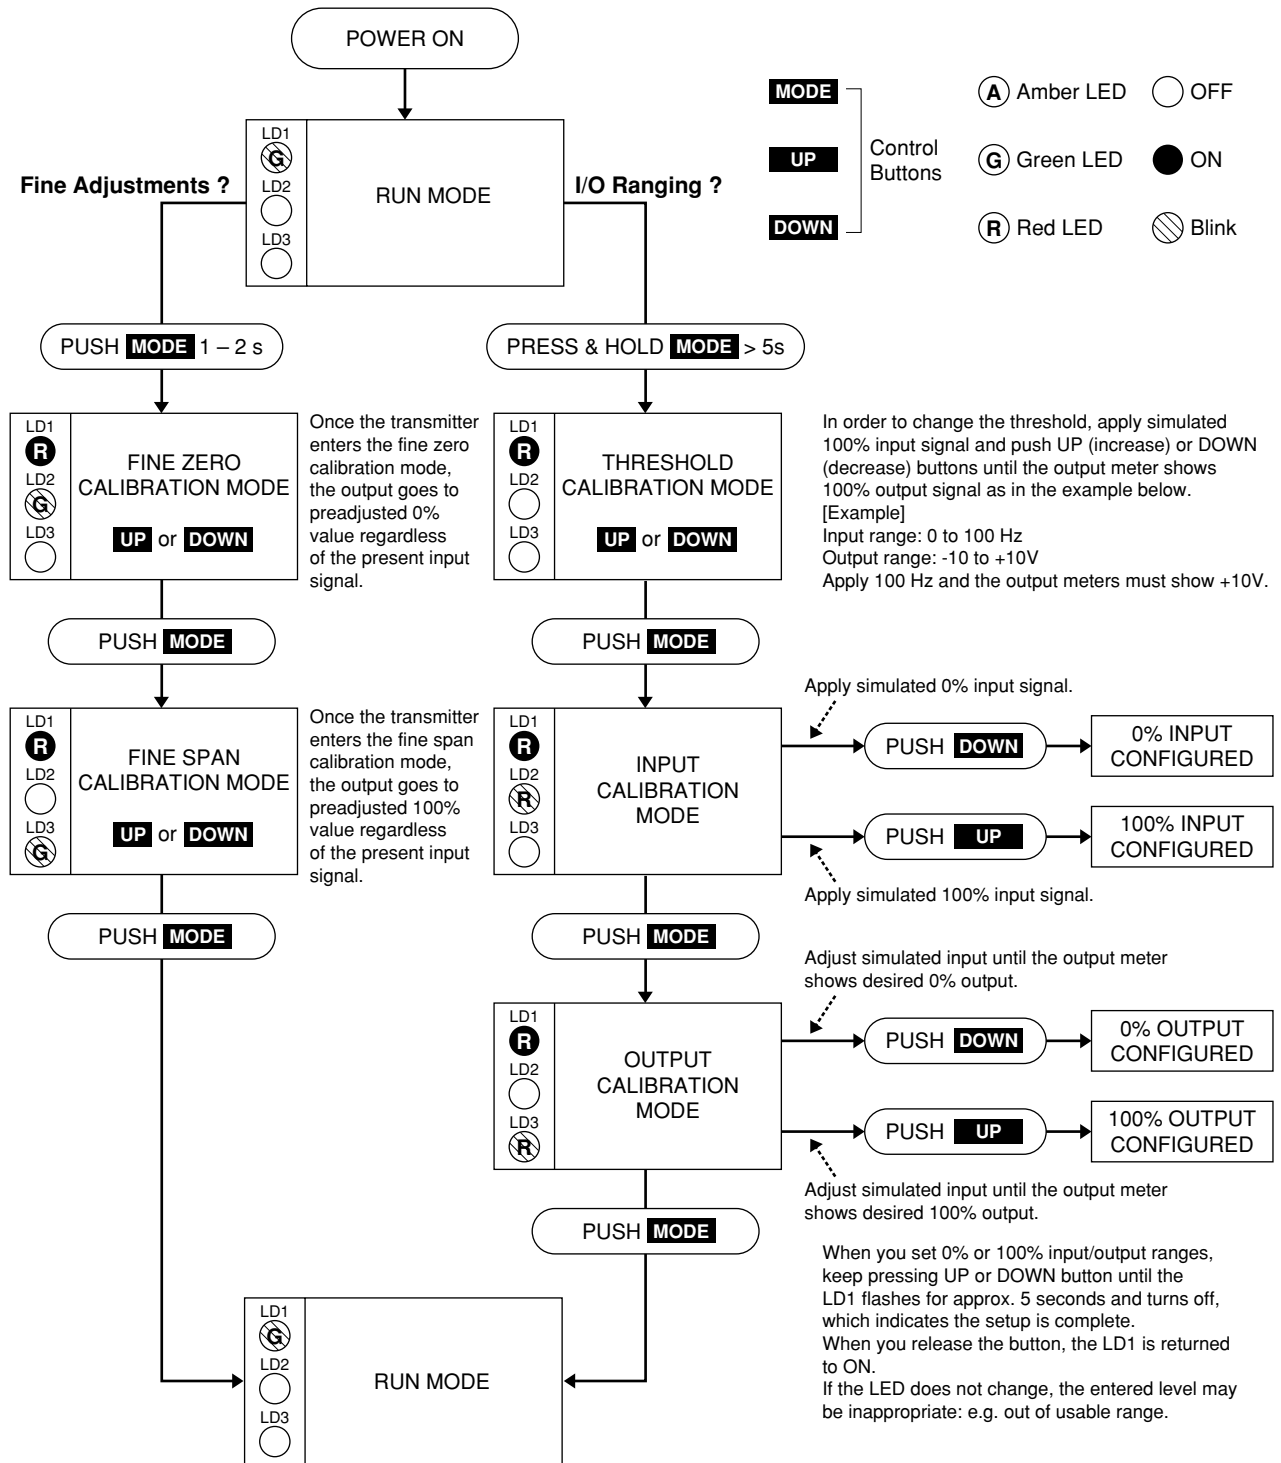 POWER ON
MODE
UP
DOWN
Control
Buttons
A Amber LED
G Green LED
R Red LED
OFF
ON
Blink
LD1
G
LD2
LD3
RUN MODE
Fine Adjustments ?
I/O Ranging ?
PUSH MODE 1 – 2 s
PRESS & HOLD MODE > 5s
LD1
R
LD2
G
LD3
FINE ZERO
CALIBRATION MODE
UP or DOWN
Once the transmitter
enters the fine zero
calibration mode,
the output goes to
preadjusted 0%
value regardless
of the present input
signal.
LD1
R
LD2
LD3
THRESHOLD
CALIBRATION MODE
UP or DOWN
In order to change the threshold, apply simulated
100% input signal and push UP (increase) or DOWN
(decrease) buttons until the output meter shows
100% output signal as in the example below.
[Example]
Input range: 0 to 100 Hz
Output range: -10 to +10V
Apply 100 Hz and the output meters must show +10V.
PUSH MODE
PUSH MODE
LD1
R
LD2
LD3
G
FINE SPAN
CALIBRATION MODE
UP or DOWN
Once the transmitter
enters the fine span
calibration mode,
the output goes to
preadjusted 100%
value regardless
of the present input
signal.
LD1
R
LD2
R
LD3
INPUT
CALIBRATION
MODE
Apply simulated 0% input signal.
PUSH DOWN
0% INPUT
CONFIGURED
PUSH UP
100% INPUT
CONFIGURED
Apply simulated 100% input signal.
PUSH MODE
PUSH MODE
LD1
R
LD2
LD3
R
OUTPUT
CALIBRATION
MODE
Adjust simulated input until the output meter
shows desired 0% output.
PUSH DOWN
0% OUTPUT
CONFIGURED
PUSH UP
100% OUTPUT
CONFIGURED
Adjust simulated input until the output meter
shows desired 100% output.
PUSH MODE
When you set 0% or 100% input/output ranges,
keep pressing UP or DOWN button until the
LD1 flashes for approx. 5 seconds and turns off,
which indicates the setup is complete.
When you release the button, the LD1 is returned
to ON.
If the LED does not change, the entered level may
be inappropriate: e.g. out of usable range.
LD1
G
LD2
LD3
RUN MODE